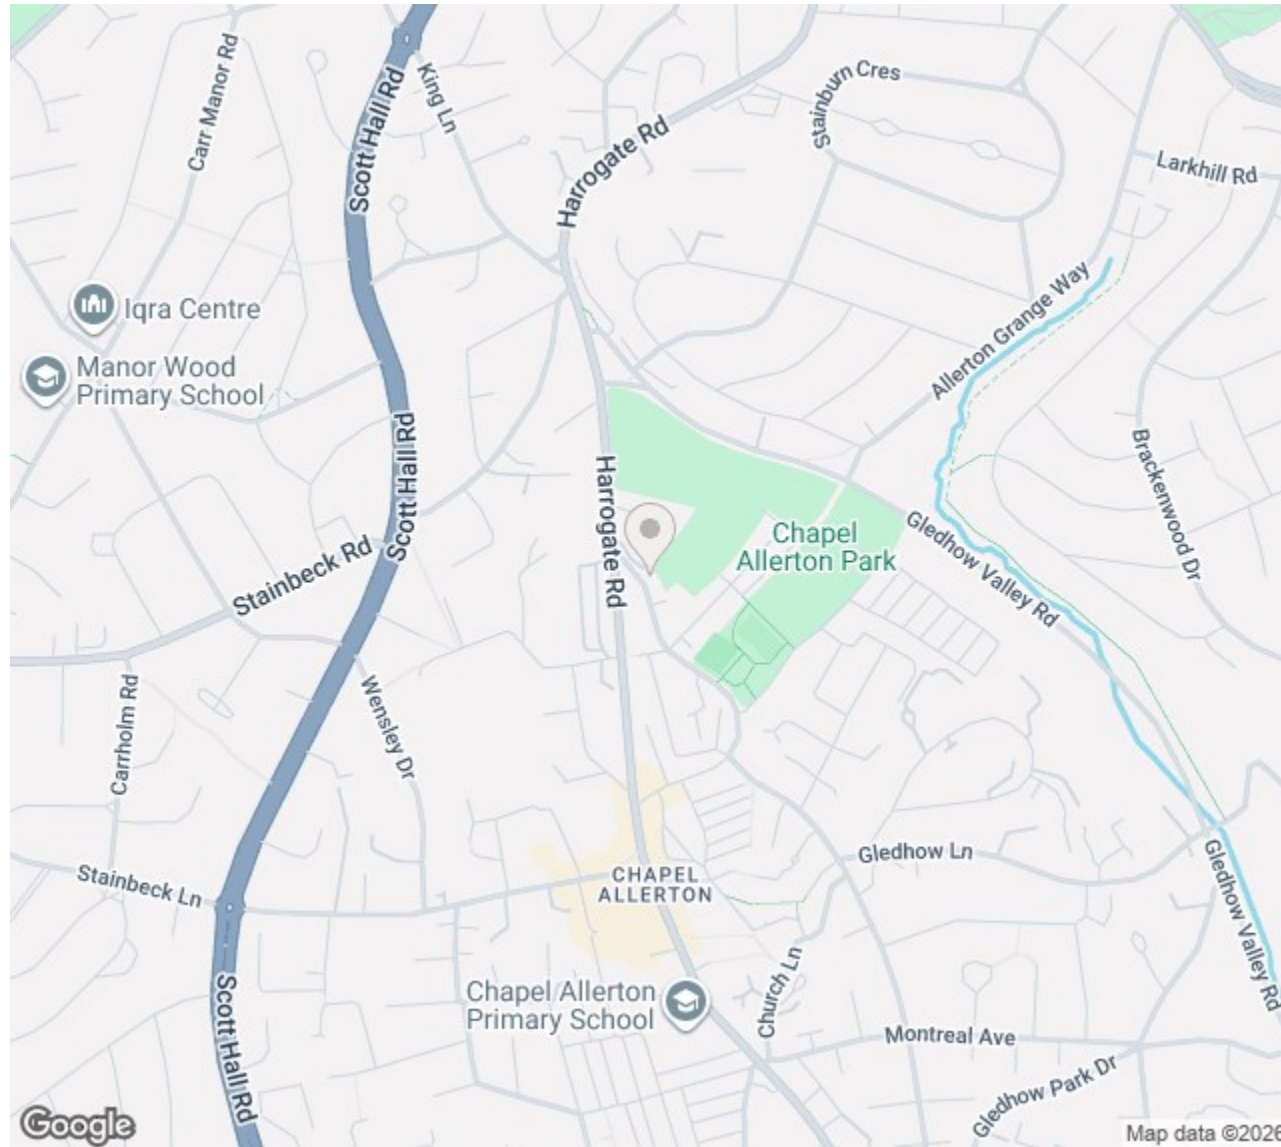 Carr Manor Rd
Scott Hall Rd
King Ln
Harrogate Rd
Stainburn Cres
Larkhill Rd
Iqra Centre
Manor Wood
Primary School
Allerton Grange Way
Scott Hall Rd
Harrogate Rd
Brackenwood Dr
Stainbeck Rd
Chapel
Allerton Park
Gledhow Valley Rd
Carrholm Rd
Wensley Dr
Stainbeck Ln
CHAPEL
ALLERTON
Gledhow Ln
Gledhow Valley Rd
Scott Hall Rd
Chapel Allerton
Primary School
Church Ln
Montreal Ave
Gledhow Park Dr
Google
Map data ©2026